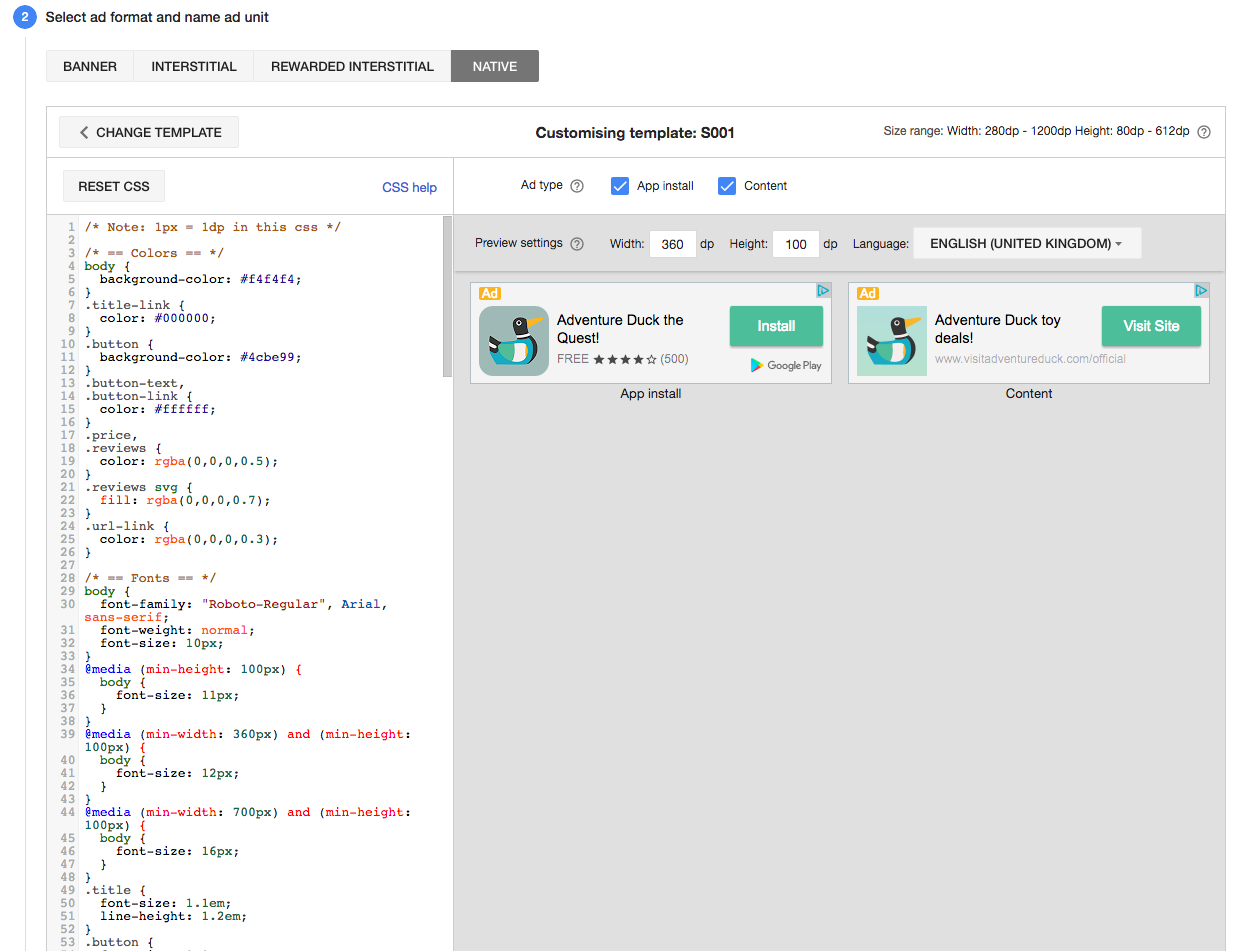 2 Select ad format and name ad unit
BANNER INTERSTITIAL REWARDED INTERSTITIAL NATIVE
CHANGE TEMPLATE Customising template: S001 Size range: Width: 280dp - 1200dp Height: 80dp - 612dp ?
RESET CSS CSS help
Ad type ? App install Content
Preview settings ? Width: 360 dp Height: 100 dp Language: ENGLISH (UNITED KINGDOM)
1 /* Note: 1px = 1dp in this css */
2
3 /* == Colors == */
4 body {
5 background-color: #f4f4f4;
6 }
7 .title-link {
8 color: #000000;
9 }
10 .button {
11 background-color: #4cbe99;
12 }
13 .button-text,
14 .button-link {
15 color: #ffffff;
16 }
17 .price,
18 .reviews {
19 color: rgba(0,0,0,0.5);
20 }
21 .reviews svg {
22 fill: rgba(0,0,0,0.7);
23 }
24 .url-link {
25 color: rgba(0,0,0,0.3);
26 }
27
28 /* == Fonts == */
29 body {
30 font-family: "Roboto-Regular", Arial,
sans-serif;
31 font-weight: normal;
32 font-size: 10px;
33 }
34 @media (min-height: 100px) {
35 body {
36 font-size: 11px;
37 }
38 }
39 @media (min-width: 360px) and (min-height:
100px) {
40 body {
41 font-size: 12px;
42 }
43 }
44 @media (min-width: 700px) and (min-height:
100px) {
45 body {
46 font-size: 16px;
47 }
48 }
49 .title {
50 font-size: 1.1em;
51 line-height: 1.2em;
52 }
53 .button {
Ad
Adventure Duck the
Quest!
FREE ★★★★☆ (500)
Install
Google Play
App install
Ad
Adventure Duck toy
deals!
www.visitadventureduck.com/official
Visit Site
Content